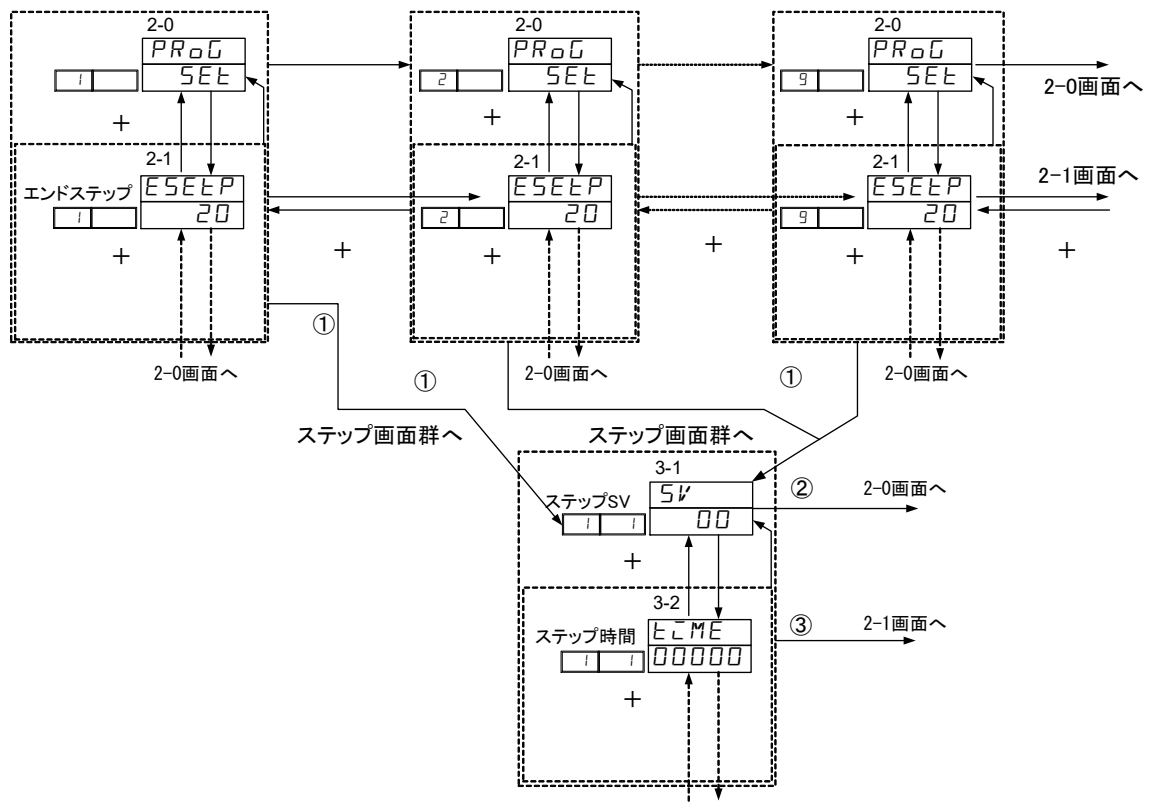 2-0
PRoG
1
SEt
+
2-1
エンドステップ
ESEtP
1
20
+
2-0画面へ
+
2-0
PRoG
2
SEt
+
2-1
ESEtP
2
20
+
2-0画面へ
+
2-0
PRoG
9
SEt
+
2-1
ESEtP
9
20
+
2-0画面へ
2-0画面へ
2-1画面へ
+
①
①
①
ステップ画面群へ
ステップ画面群へ
3-1
ステップSV
SV
1 1
00
+
② 2-0画面へ
3-2
ステップ時間
tiME
1 1
00000
+
③ 2-1画面へ